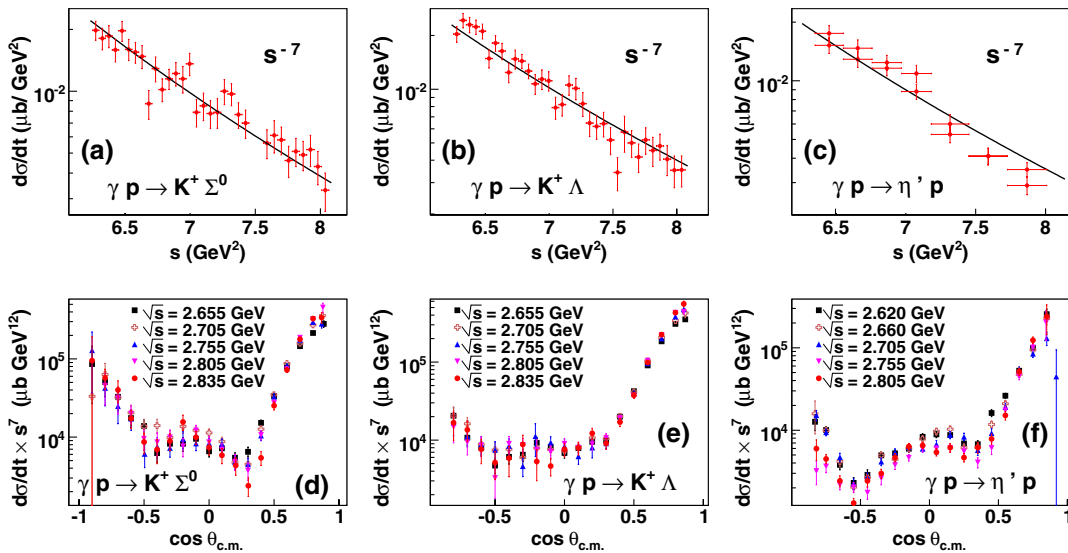 dσ/dt (μb/ GeV²)
10⁻²
s⁻⁷
(a)
γ p → K⁺ Σ⁰
6.5 7 7.5 8
s (GeV²)
dσ/dt (μb/ GeV²)
10⁻²
s⁻⁷
(b)
γ p → K⁺ Λ
6.5 7 7.5 8
s (GeV²)
dσ/dt (μb/ GeV²)
10⁻²
s⁻⁷
(c)
γ p → η ’ p
6.5 7 7.5 8
s (GeV²)
dσ/dt × s⁷ (μb GeV¹²)
10⁵
10⁴
√s = 2.655 GeV
√s = 2.705 GeV
√s = 2.755 GeV
√s = 2.805 GeV
√s = 2.835 GeV
γ p → K⁺ Σ⁰ (d)
-1 -0.5 0 0.5 1
cos θc.m.
dσ/dt × s⁷ (μb GeV¹²)
10⁵
10⁴
√s = 2.655 GeV
√s = 2.705 GeV
√s = 2.755 GeV
√s = 2.805 GeV
√s = 2.835 GeV
(e)
γ p → K⁺ Λ
-0.5 0 0.5 1
cos θc.m.
dσ/dt × s⁷ (μb GeV¹²)
10⁵
10⁴
√s = 2.620 GeV
√s = 2.660 GeV
√s = 2.705 GeV
√s = 2.755 GeV
√s = 2.805 GeV
(f)
γ p → η ’ p
-0.5 0 0.5 1
cos θc.m.